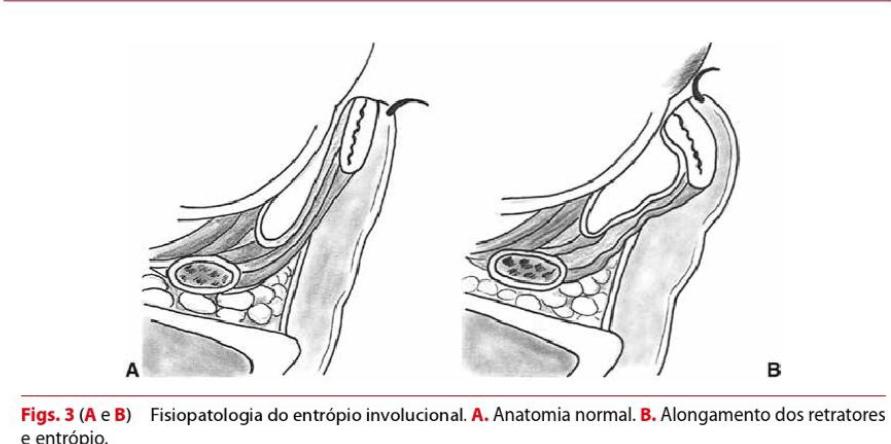 A
B
Figs. 3 (A e B) Fisiopatologia do entrópio involucional. A. Anatomia normal. B. Alongamento dos retratores
e entrópio.